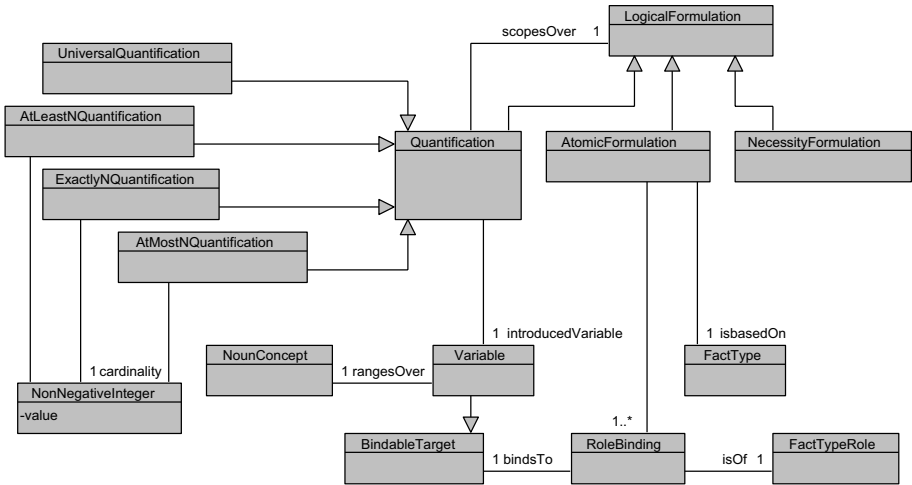 LogicalFormulation
scopesOver 1
UniversalQuantification
AtLeastNQuantification
Quantification
AtomicFormulation
NecessityFormulation
ExactlyNQuantification
AtMostNQuantification
1 introducedVariable
1 isbasedOn
NounConcept
Variable
FactType
1 cardinality
1 rangesOver
NonNegativeInteger
-value
1..*
BindableTarget
RoleBinding
FactTypeRole
1 bindsTo
isOf 1